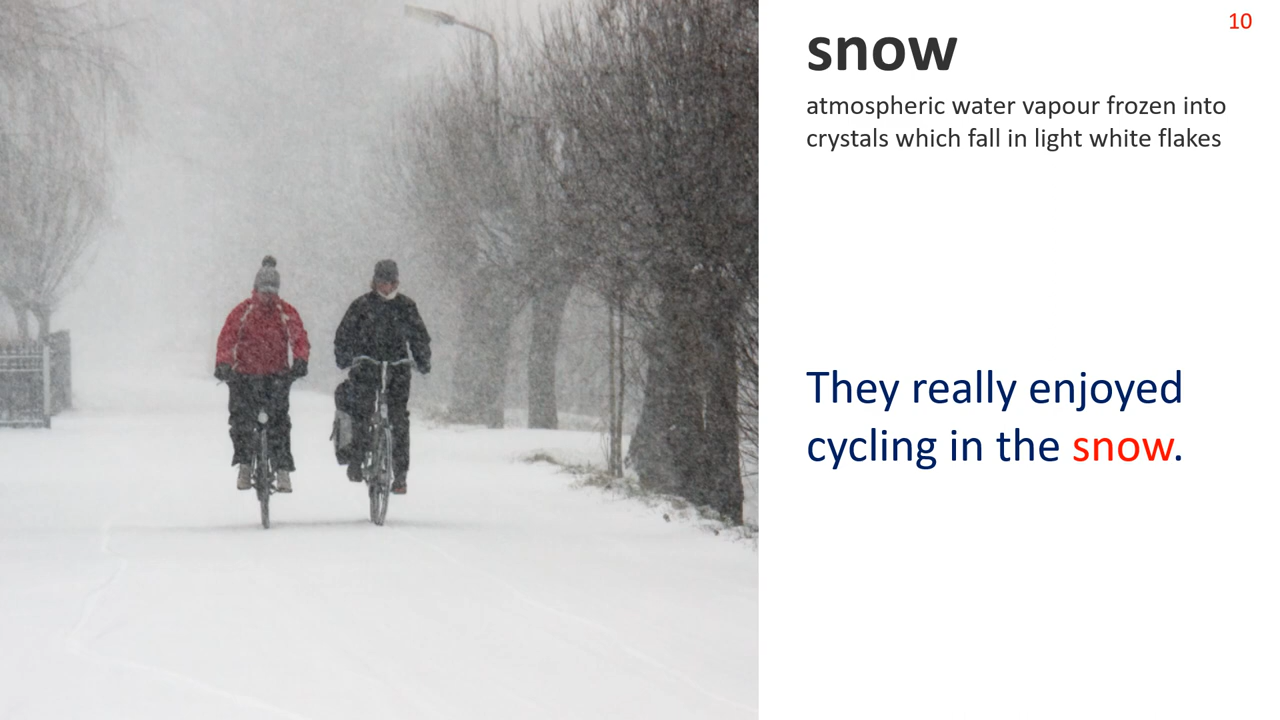 10
snow
atmospheric water vapour frozen into
crystals which fall in light white flakes
They really enjoyed
cycling in the snow.